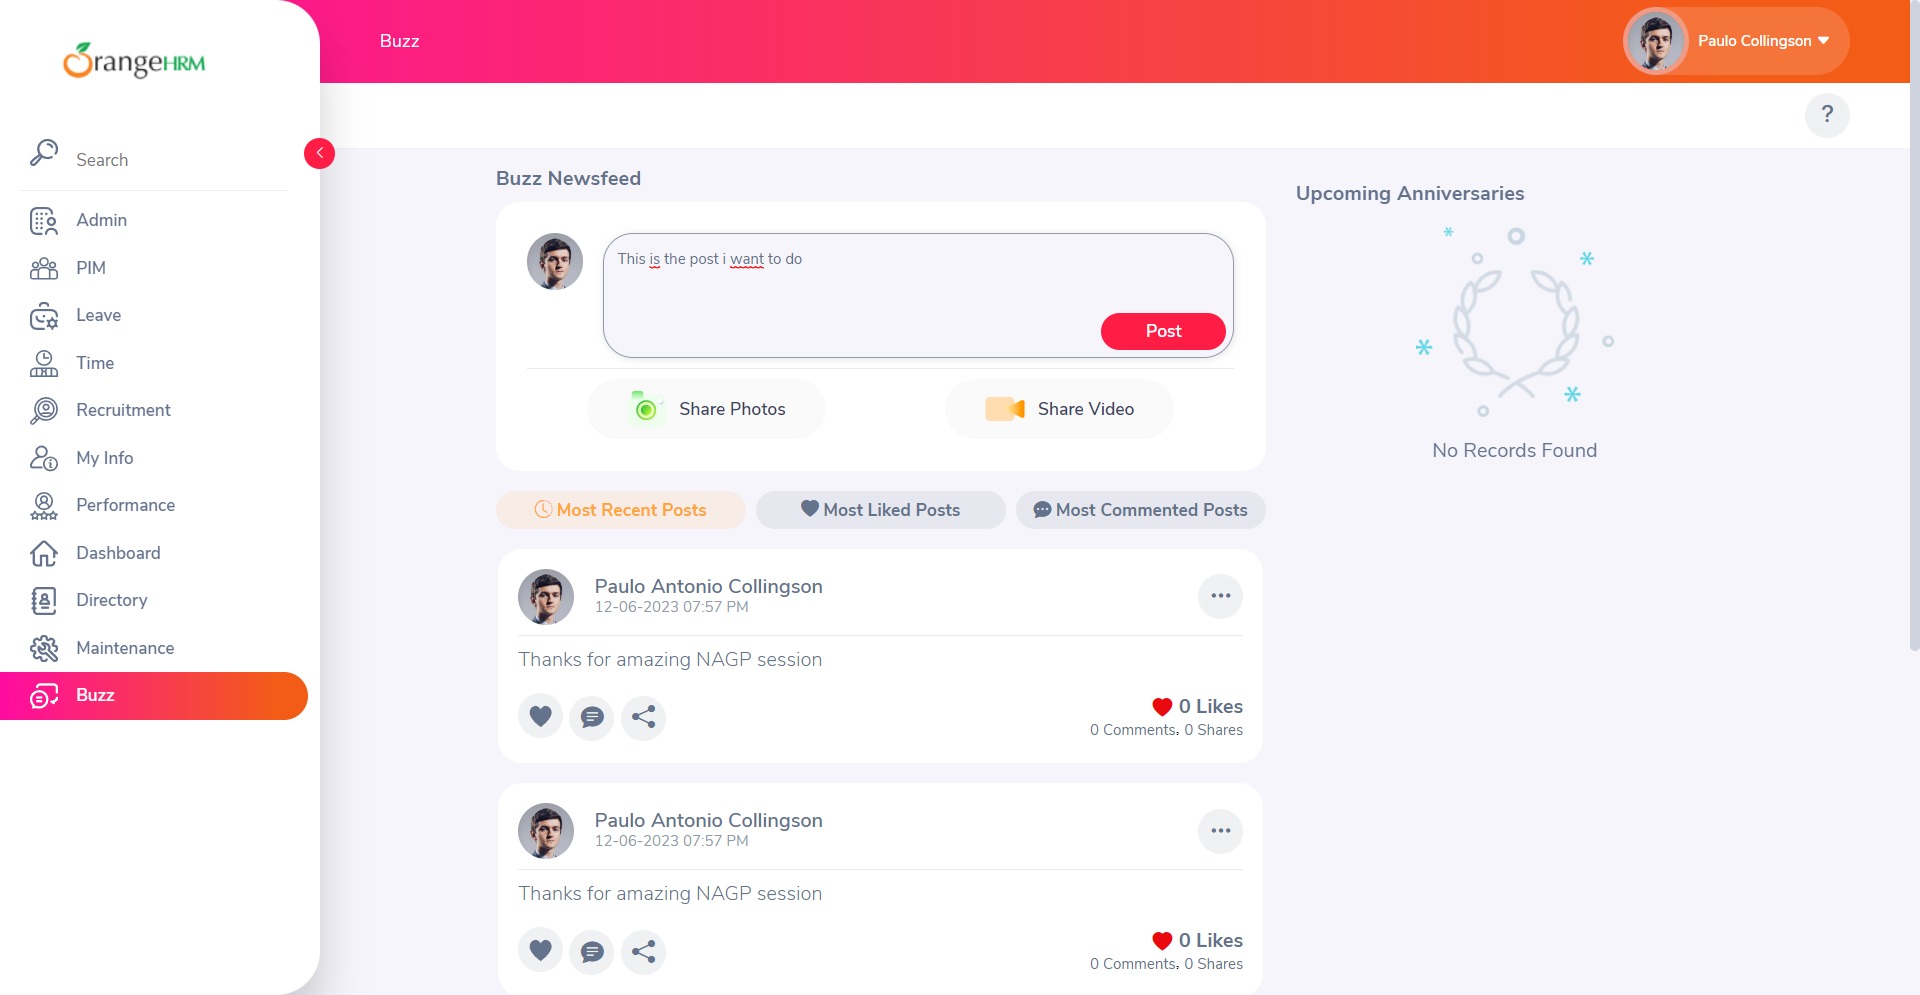 OrangeHRM
Search
Admin
PIM
Leave
Time
Recruitment
My Info
Performance
Dashboard
Directory
Maintenance
Buzz
Buzz
Paulo Collingson
?
Buzz Newsfeed
This is the post i want to do
Post
Share Photos
Share Video
Most Recent Posts
Most Liked Posts
Most Commented Posts
Paulo Antonio Collingson
12-06-2023 07:57 PM
Thanks for amazing NAGP session
0 Likes
0 Comments, 0 Shares
Paulo Antonio Collingson
12-06-2023 07:57 PM
Thanks for amazing NAGP session
0 Likes
0 Comments, 0 Shares
Upcoming Anniversaries
No Records Found